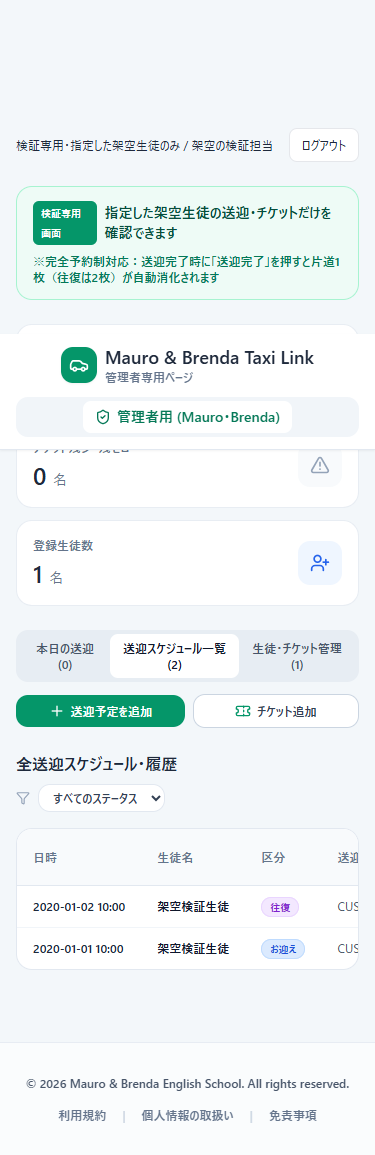 検証専用・指定した架空生徒のみ / 架空の検証担当
ログアウト
検証専用
画面
指定した架空生徒の送迎・チケットだけを
確認できます
※完全予約制対応：送迎完了時に「送迎完了」を押すと片道1
枚（往復は2枚）が自動消化されます
Mauro & Brenda Taxi Link
管理者専用ページ
管理者用 (Mauro・Brenda)
0 名
登録生徒数
1 名
本日の送迎
(0)
送迎スケジュール一覧
(2)
生徒・チケット管理
(1)
送迎予定を追加
チケット追加
全送迎スケジュール・履歴
すべてのステータス
日時 生徒名 区分 送迎
2020-01-02 10:00 架空検証生徒 往復 CUS
2020-01-01 10:00 架空検証生徒 お迎え CUS
© 2026 Mauro & Brenda English School. All rights reserved.
利用規約 | 個人情報の取扱い | 免責事項